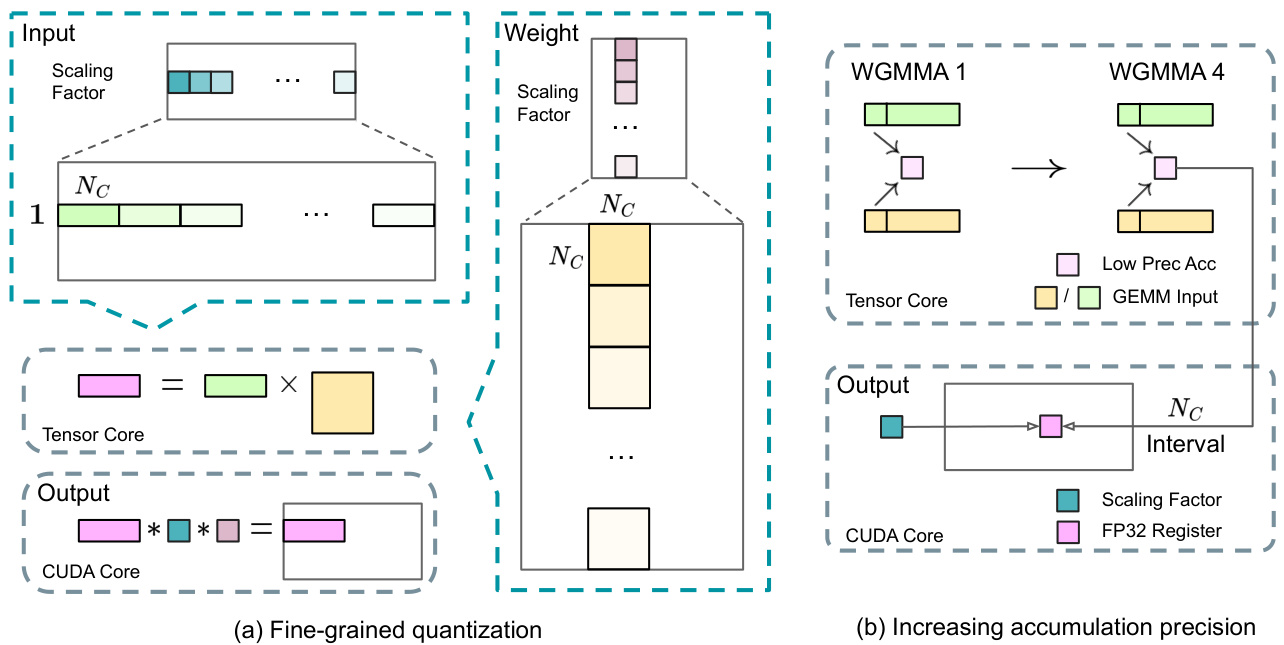 Input
Scaling
Factor
...
N_C
1
...
Tensor Core
= ×
Output
* * =
CUDA Core
Weight
Scaling
Factor
...
N_C
N_C
...
(a) Fine-grained quantization
WGMMA 1
WGMMA 4
Low Prec Acc
/ GEMM Input
Tensor Core
Output
N_C
Interval
Scaling Factor
FP32 Register
CUDA Core
(b) Increasing accumulation precision